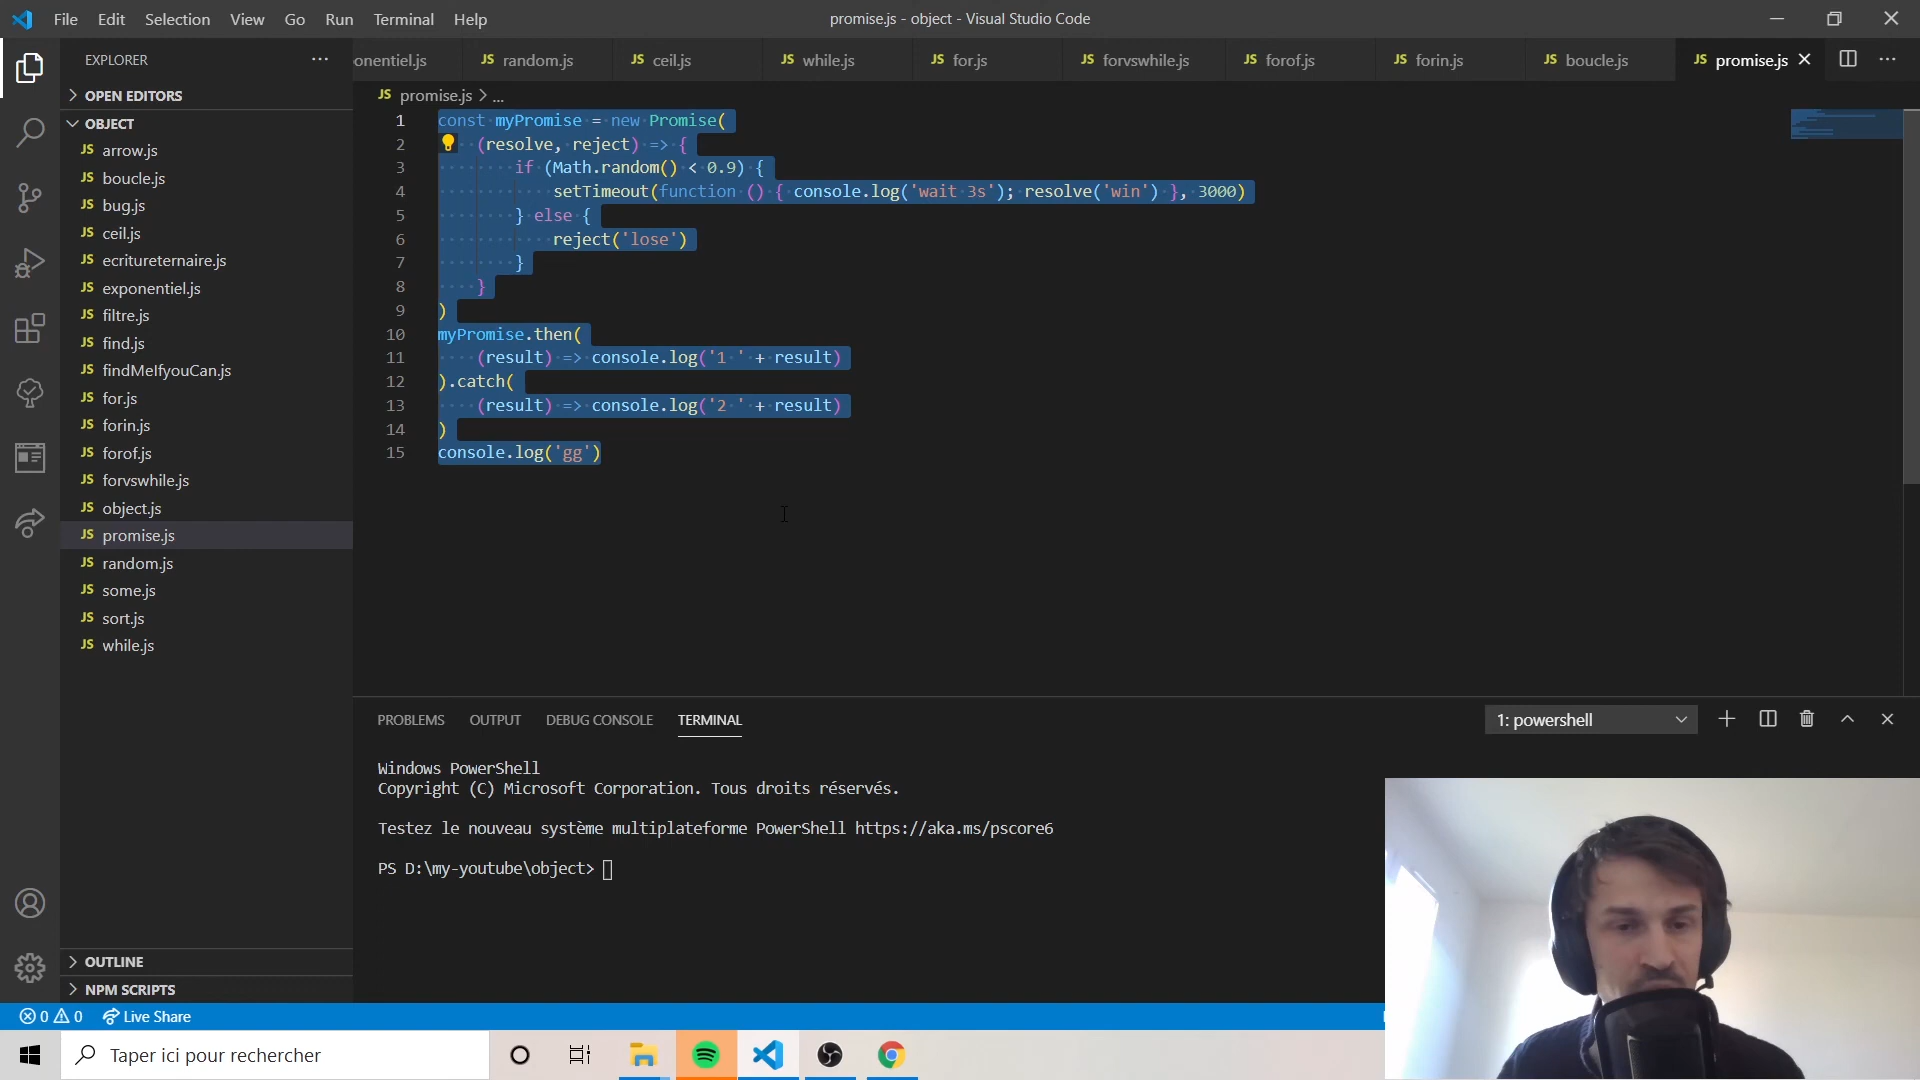 File Edit Selection View Go Run Terminal Help
promise.js - object - Visual Studio Code
EXPLORER
onentiel.js
JS random.js
JS ceil.js
JS while.js
JS for.js
JS forvswhile.js
JS forof.js
JS forin.js
JS boucle.js
JS promise.js
OPEN EDITORS
OBJECT
JS arrow.js
JS boucle.js
JS bug.js
JS ceil.js
JS ecritureternaire.js
JS exponentiel.js
JS filtre.js
JS find.js
JS findMeIfyouCan.js
JS for.js
JS forin.js
JS forof.js
JS forvswhile.js
JS object.js
JS promise.js
JS random.js
JS some.js
JS sort.js
JS while.js
OUTLINE
NPM SCRIPTS
JS promise.js > ...
1 const myPromise = new Promise(
2 (resolve, reject) => {
3 if (Math.random() < 0.9) {
4 setTimeout(function () { console.log('wait 3s'); resolve('win') }, 3000)
5 } else {
6 reject('lose')
7 }
8 }
9 )
10 myPromise.then(
11 (result) => console.log('1 ' + result)
12 ).catch(
13 (result) => console.log('2 ' + result)
14 )
15 console.log('gg')
PROBLEMS OUTPUT DEBUG CONSOLE TERMINAL
1: powershell
Windows PowerShell
Copyright (C) Microsoft Corporation. Tous droits réservés.
Testez le nouveau système multiplateforme PowerShell https://aka.ms/pscore6
PS D:\my-youtube\object>
0 0 Live Share
Taper ici pour rechercher